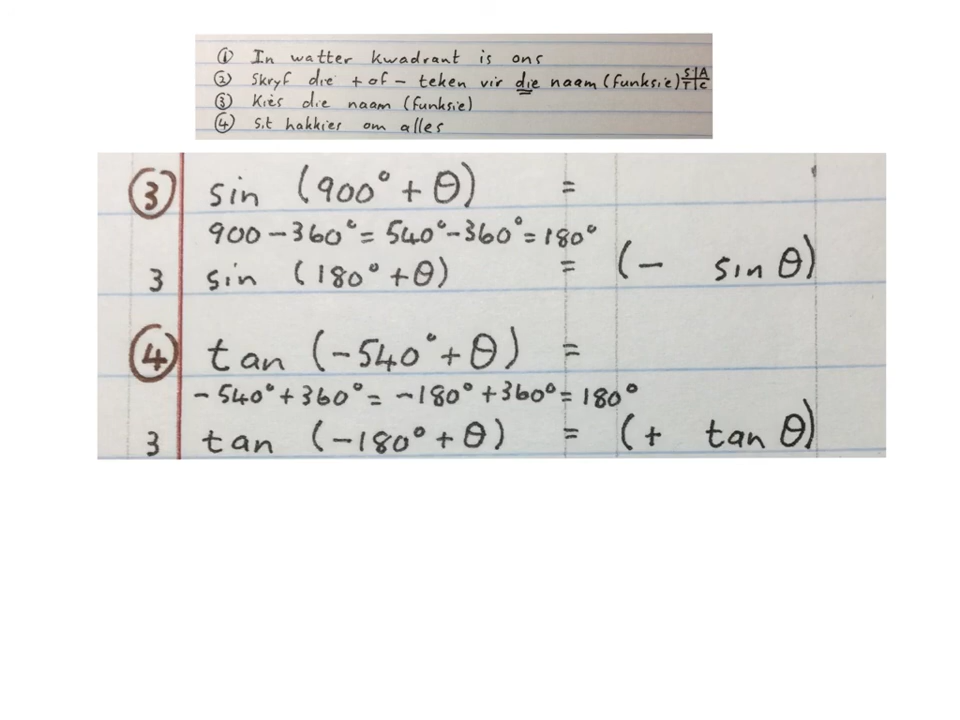 ① In watter kwadrant is ons
② Skryf die + of - teken vir die naam (funksie) S|A T|C
③ Kies die naam (funksie)
④ Sit hakkies om alles
③ sin (900° + θ) =
900 - 360° = 540° - 360° = 180°
3 sin (180° + θ) = (- sin θ)
④ tan (-540° + θ) =
-540° + 360° = -180° + 360° = 180°
3 tan (-180° + θ) = (+ tan θ)